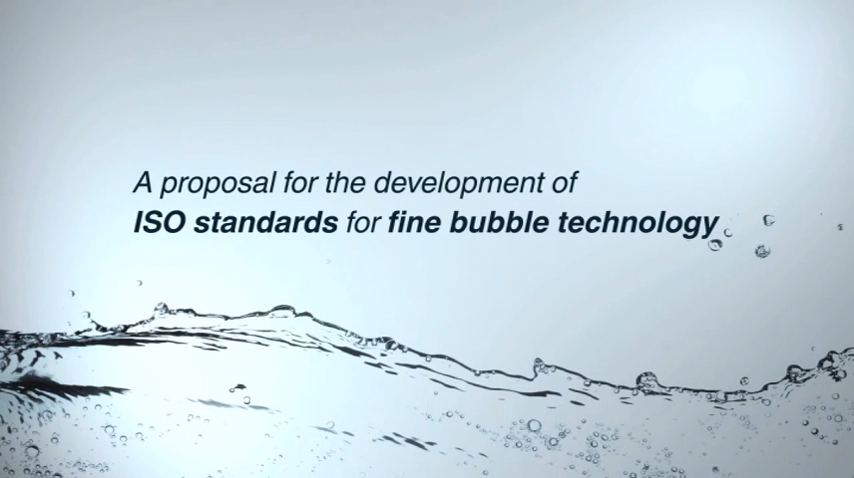 A proposal for the development of
ISO standards for fine bubble technology